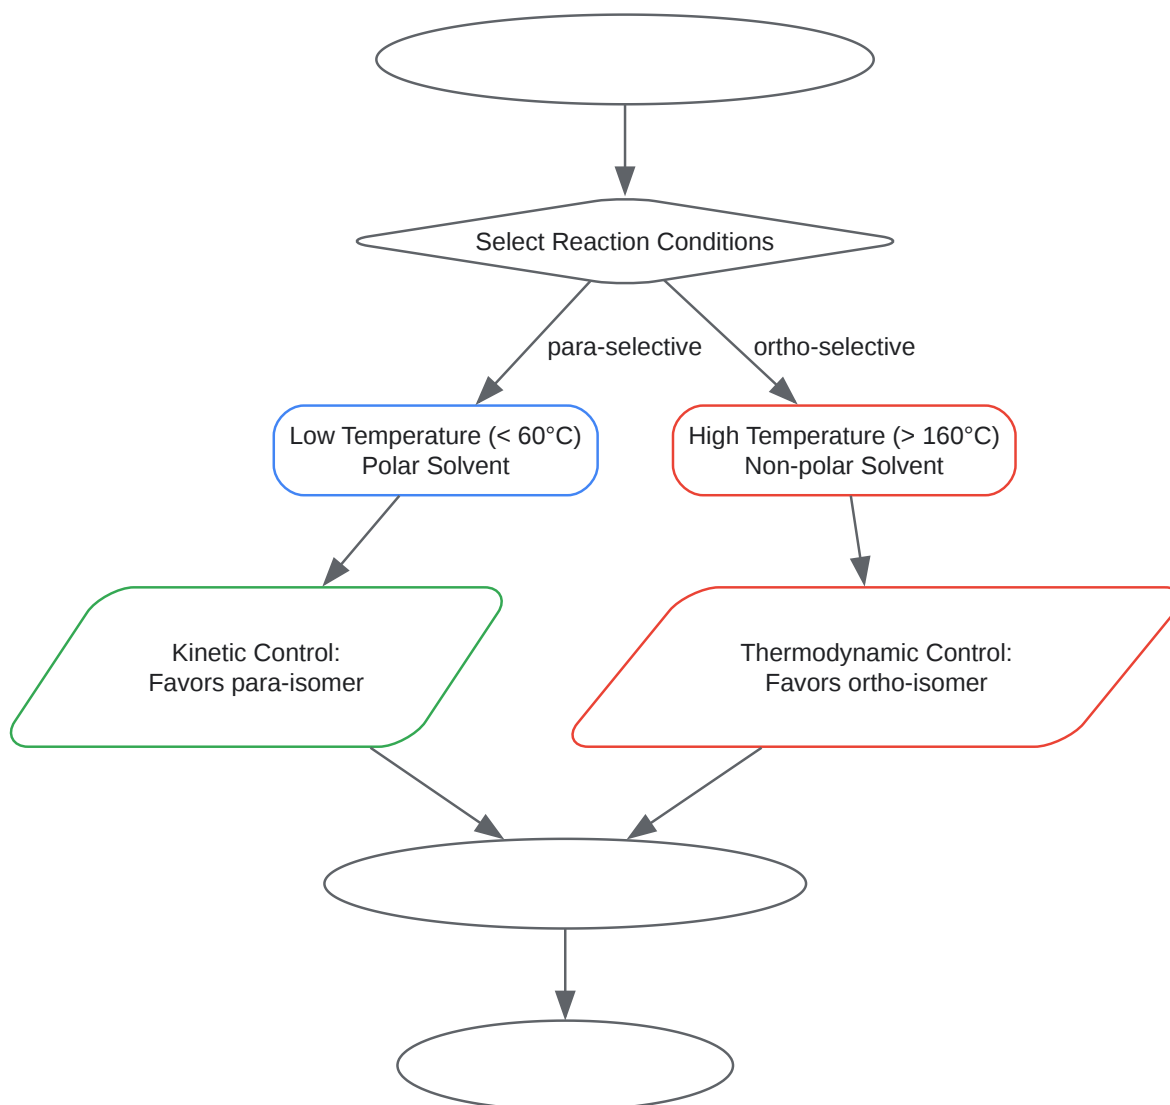 Select Reaction Conditions
para-selective
ortho-selective
Low Temperature (< 60°C)
Polar Solvent
High Temperature (> 160°C)
Non-polar Solvent
Kinetic Control:
Favors para-isomer
Thermodynamic Control:
Favors ortho-isomer